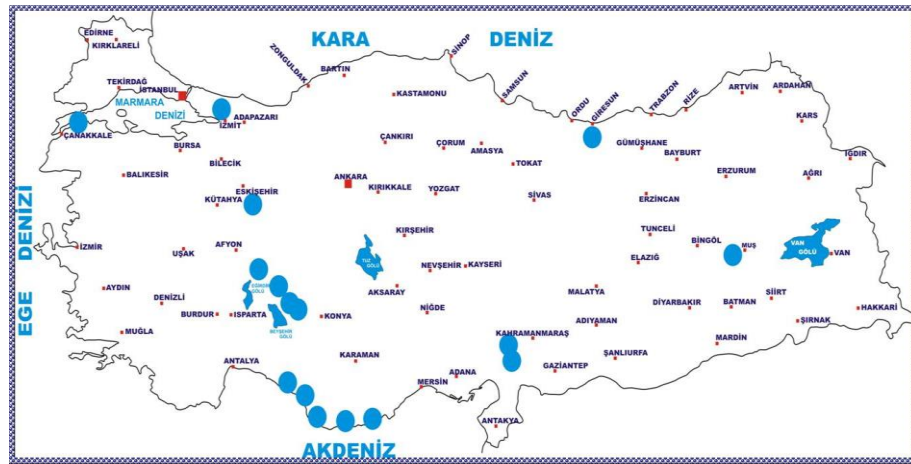 KARA DENİZ
EDİRNE
KIRKLARELİ
SİNOP
ZONGULDAK
BARTIN
TEKİRDAĞ
İSTANBUL
MARMARA
DENİZİ
KASTAMONU
SAMSUN
ORDU
GİRESUN
TRABZON
RİZE
ARTVİN
ARDAHAN
KARS
ÇANAKKALE
İZMİT
ADAPAZARI
BURSA
BİLECİK
ÇANKIRI
ÇORUM
AMASYA
TOKAT
GÜMÜŞHANE
BAYBURT
IĞDIR
BALIKESİR
ESKİŞEHİR
KÜTAHYA
ANKARA
KIRIKKALE
YOZGAT
SİVAS
ERZİNCAN
ERZURUM
AĞRI
EGE DENİZİ
İZMİR
UŞAK
AFYON
KIRŞEHİR
TUZ
GÖLÜ
NEVŞEHİR
KAYSERİ
TUNCELİ
ELAZIĞ
BİNGÖL
MUŞ
VAN
GÖLÜ
VAN
AYDIN
DENİZLİ
EĞİRDİR
GÖLÜ
BURDUR
ISPARTA
BEYŞEHİR
GÖLÜ
KONYA
AKSARAY
NİĞDE
MALATYA
DİYARBAKIR
BATMAN
SİİRT
HAKKARİ
ŞIRNAK
MUĞLA
KAHRAMANMARAŞ
ADIYAMAN
MARDİN
ANTALYA
KARAMAN
MERSİN
ADANA
GAZİANTEP
ŞANLIURFA
ANTAKYA
AKDENİZ